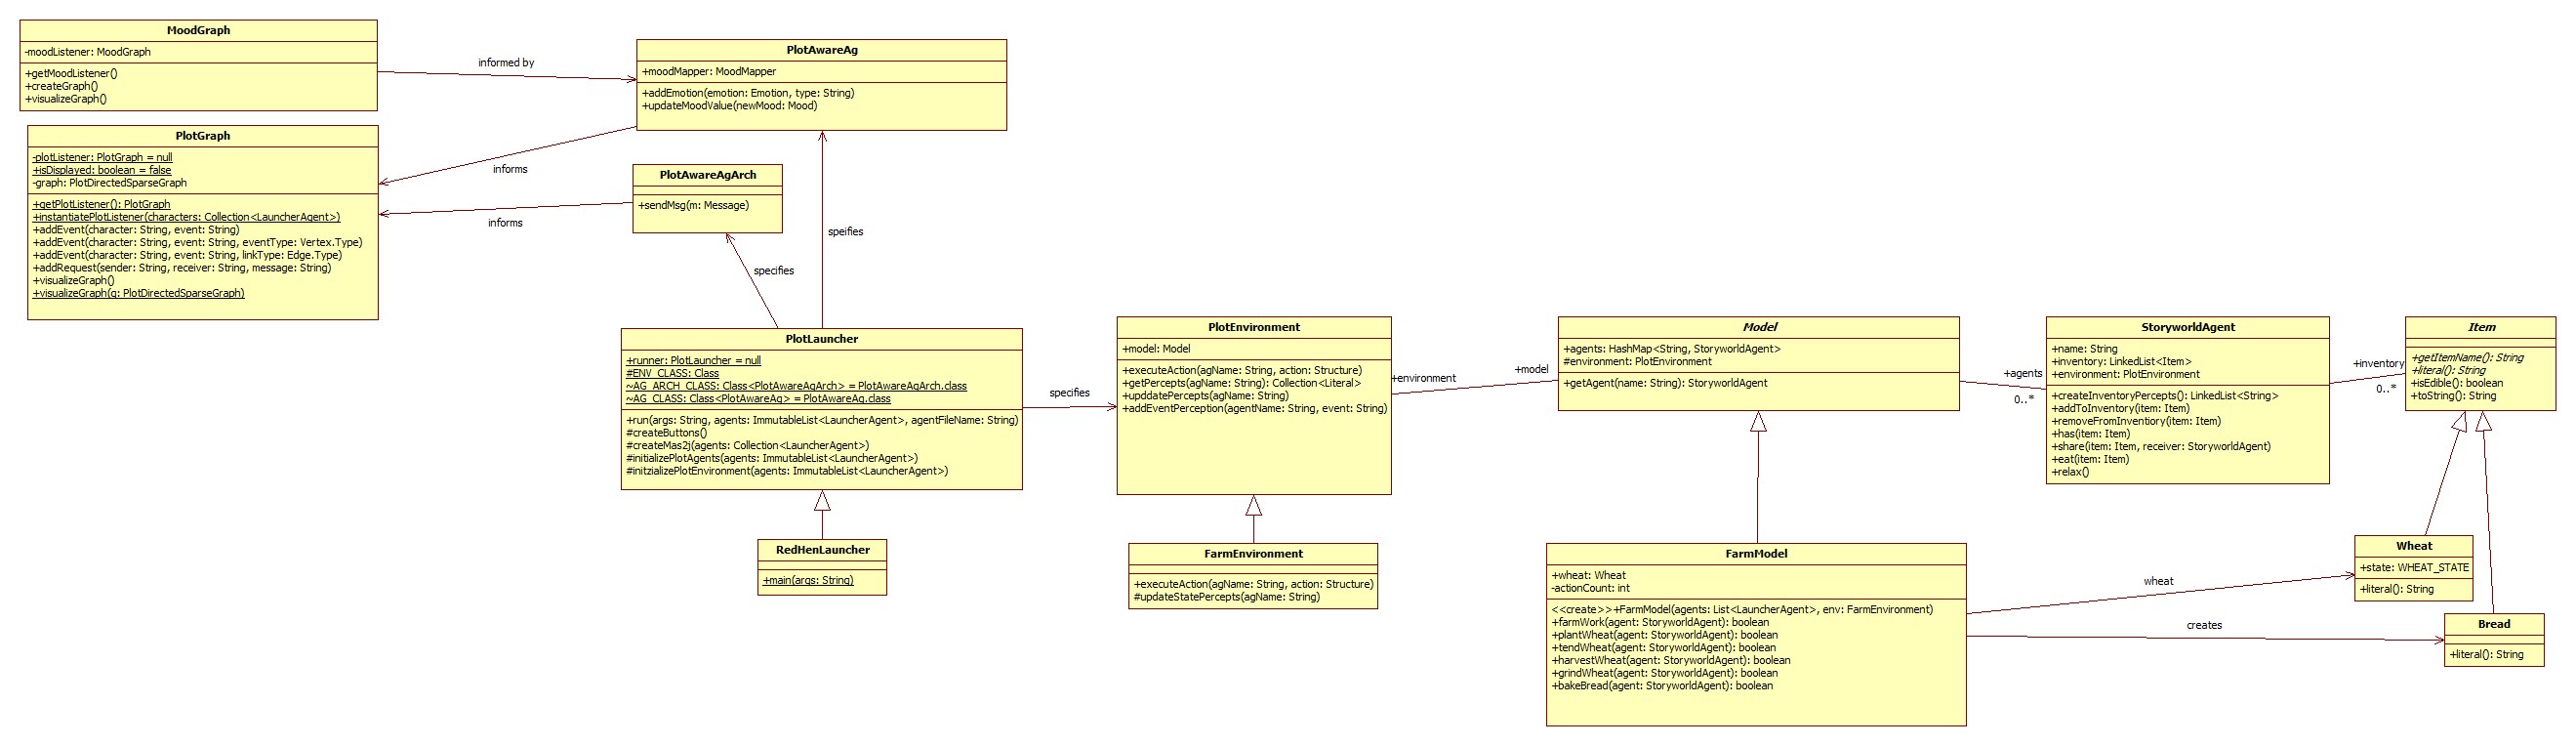 MoodGraph
-moodListener: MoodGraph
+getMoodListener()
+createGraph()
+visualizeGraph()
informed by
PlotAwareAg
+moodMapper: MoodMapper
+addEmotion(emotion: Emotion, type: String)
+updateMoodValue(newMood: Mood)
PlotGraph
-plotListener: PlotGraph = null
+isDisplayed: boolean = false
-graph: PlotDirectedSparseGraph
+getPlotListener(): PlotGraph
+instantiatePlotListener(characters: Collection<LauncherAgent>)
+addEvent(character: String, event: String)
+addEvent(character: String, event: String, eventType: Vertex.Type)
+addEvent(character: String, event: String, linkType: Edge.Type)
+addRequest(sender: String, receiver: String, message: String)
+visualizeGraph()
+visualizeGraph(g: PlotDirectedSparseGraph)
informs
informs
PlotAwareAgArch
+sendMsg(m: Message)
speifies
specifies
PlotLauncher
+runner: PlotLauncher = null
#ENV_CLASS: Class
~AG_ARCH_CLASS: Class<PlotAwareAgArch> = PlotAwareAgArch.class
~AG_CLASS: Class<PlotAwareAg> = PlotAwareAg.class
+run(args: String, agents: ImmutableList<LauncherAgent>, agentFileName: String)
#createButtons()
#createMas2j(agents: Collection<LauncherAgent>)
#initializePlotAgents(agents: ImmutableList<LauncherAgent>)
#initzializePlotEnvironment(agents: ImmutableList<LauncherAgent>)
RedHenLauncher
+main(args: String)
specifies
PlotEnvironment
+model: Model
+executeAction(agName: String, action: Structure)
+getPercepts(agName: String): Collection<Literal>
+upddatePercepts(agName: String)
+addEventPerception(agentName: String, event: String)
FarmEnvironment
+executeAction(agName: String, action: Structure)
#updateStatePercepts(agName: String)
+environment
+model
Model
+agents: HashMap<String, StoryworldAgent>
#environment: PlotEnvironment
+getAgent(name: String): StoryworldAgent
FarmModel
+wheat: Wheat
-actionCount: int
<<create>>+FarmModel(agents: List<LauncherAgent>, env: FarmEnvironment)
+farmWork(agent: StoryworldAgent): boolean
+plantWheat(agent: StoryworldAgent): boolean
+tendWheat(agent: StoryworldAgent): boolean
+harvestWheat(agent: StoryworldAgent): boolean
+grindWheat(agent: StoryworldAgent): boolean
+bakeBread(agent: StoryworldAgent): boolean
+agents
0..*
StoryworldAgent
+name: String
+inventory: LinkedList<Item>
+environment: PlotEnvironment
+createInventoryPercepts(): LinkedList<String>
+addToInventory(item: Item)
+removeFromInventiory(item: Item)
+has(item: Item)
+share(item: Item, receiver: StoryworldAgent)
+eat(item: Item)
+relax()
+inventory
0..*
Item
+getItemName(): String
+literal(): String
+isEdible(): boolean
+toString(): String
wheat
Wheat
+state: WHEAT_STATE
+literal(): String
creates
Bread
+literal(): String